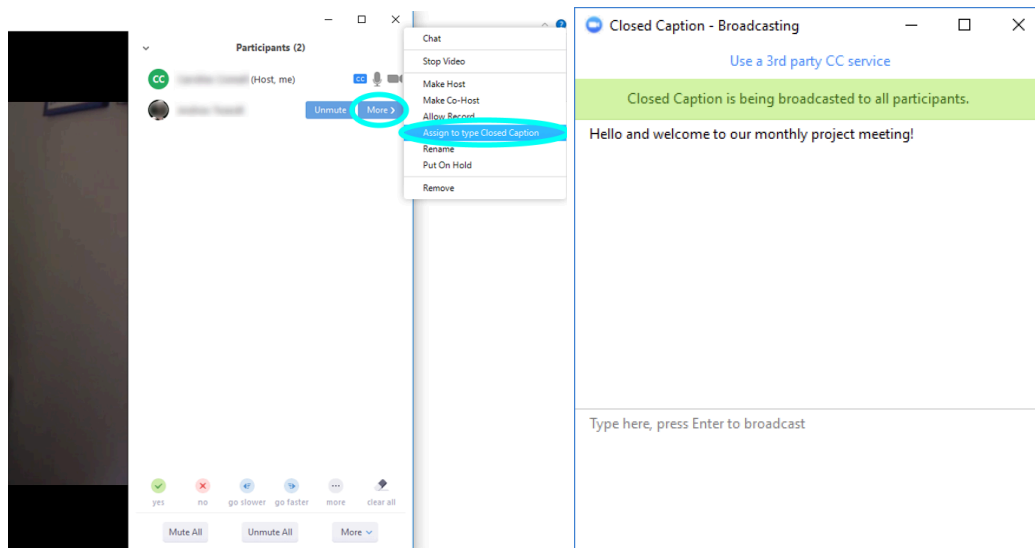 Participants (2)
CC
(Host, me)
CC
Unmute
More >
Chat
Stop Video
Make Host
Make Co-Host
Allow Record
Assign to type Closed Caption
Rename
Put On Hold
Remove
yes
no
go slower
go faster
more
clear all
Mute All
Unmute All
More
Closed Caption - Broadcasting
Use a 3rd party CC service
Closed Caption is being broadcasted to all participants.
Hello and welcome to our monthly project meeting!
Type here, press Enter to broadcast